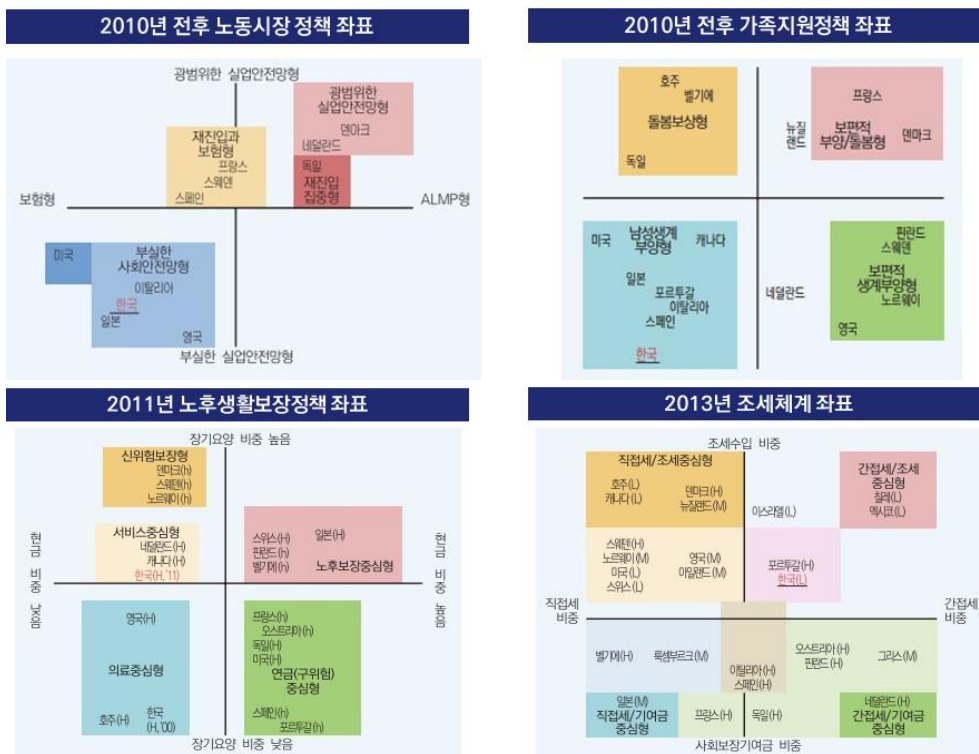 2010년 전후 노동시장 정책 좌표
광범위한 실업안전망형
광범위한
실업안전망형
덴마크
네덜란드
재진입과
보험형
프랑스
스웨덴
스페인
독일
재진입
집중형
보험형
ALMP형
미국
부실한
사회안전망형
이탈리아
한국
일본
영국
부실한 실업안전망형
2010년 전후 가족지원정책 좌표
호주
벨기에
돌봄보상형
독일
프랑스
뉴질
랜드
보편적
부양/돌봄형
덴마크
미국
남성생계
부양형
캐나다
일본
포르투갈
이탈리아
스페인
한국
네덜란드
핀란드
스웨덴
보편적
생계부양형
노르웨이
영국
2011년 노후생활보장정책 좌표
장기요양 비중 높음
신위험보장형
덴마크(h)
스웨덴(h)
노르웨이(h)
서비스중심형
네덜란드(H)
캐나다(H)
한국(H, '11)
스위스(H)
일본(H)
핀란드(h)
벨기에(h)
노후보장중심형
현금 비중 낮음
현금 비중 높음
영국(H)
의료중심형
호주(H)
한국
(H, '00)
프랑스(h)
오스트리아(h)
독일(H)
미국(H)
연금(구위험)
중심형
스페인(h)
포르투갈(h)
장기요양 비중 낮음
2013년 조세체계 좌표
조세수입 비중
직접세/조세중심형
호주(L)
덴마크(H)
캐나다(L)
뉴질랜드(M)
이스라엘(L)
간접세/조세
중심형
칠레(L)
멕시코(L)
스웨덴(H)
노르웨이(M)
영국(M)
미국(L)
아일랜드(M)
스위스(L)
포르투갈(H)
한국(L)
직접세
비중
간접세
비중
벨기에(H)
룩셈부르크(M)
이탈리아(H)
스페인(H)
오스트리아(H)
핀란드(H)
그리스(M)
일본(M)
직접세/기여금
중심형
프랑스(H)
독일(H)
네덜란드(H)
간접세/기여금
중심형
사회보장기여금 비중